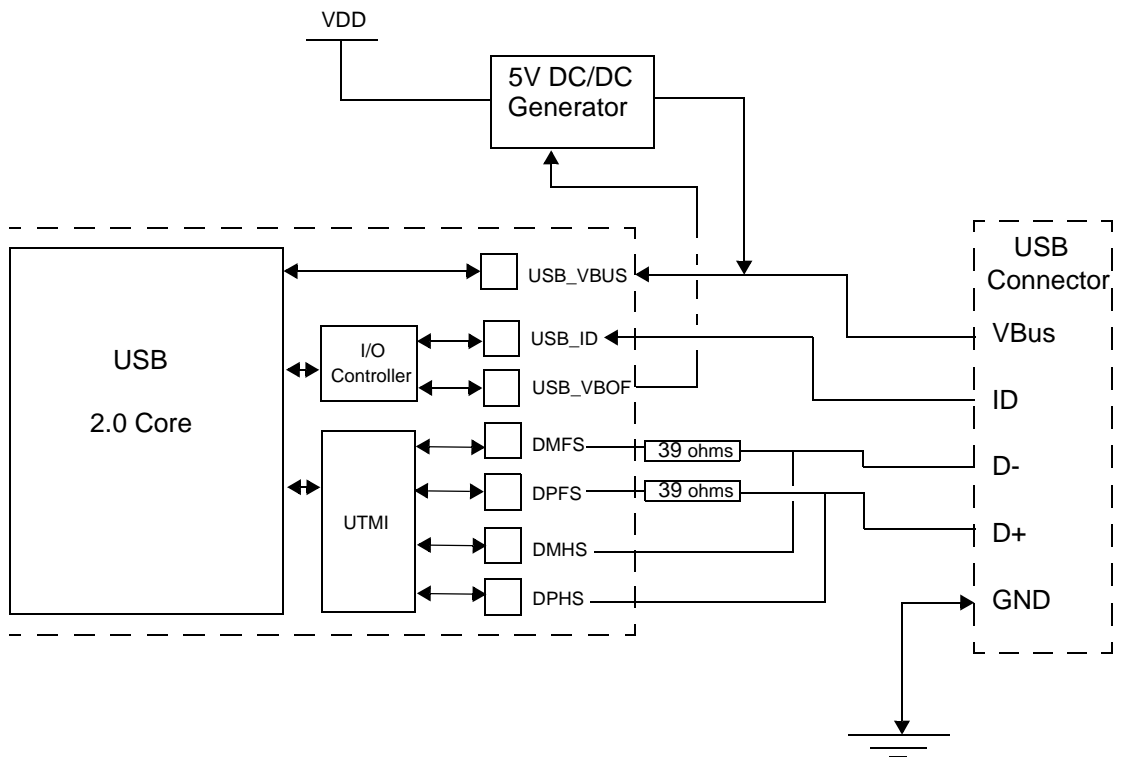 VDD
5V DC/DC
Generator
USB
Connector
VBus
ID
D-
D+
GND
USB
2.0 Core
I/O
Controller
UTMI
USB_VBUS
USB_ID
USB_VBOF
DMFS
DPFS
DMHS
DPHS
39 ohms
39 ohms